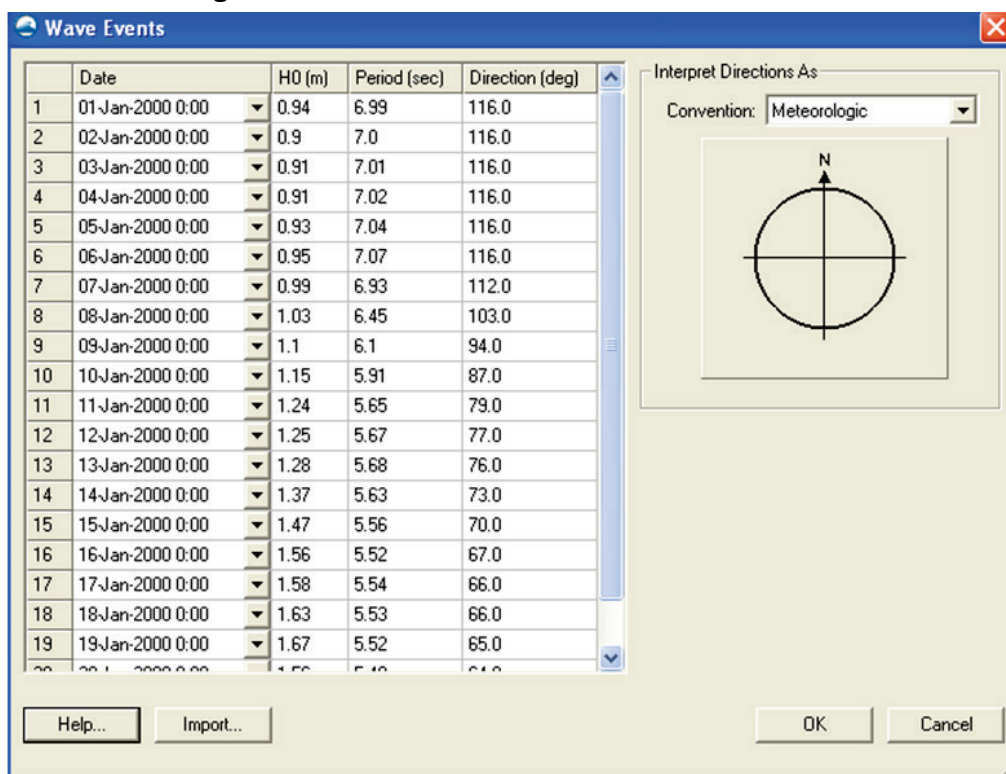 Wave Events
Date H0 (m) Period (sec) Direction (deg)
1 01-Jan-2000 0:00 0.94 6.99 116.0
2 02-Jan-2000 0:00 0.9 7.0 116.0
3 03-Jan-2000 0:00 0.91 7.01 116.0
4 04-Jan-2000 0:00 0.91 7.02 116.0
5 05-Jan-2000 0:00 0.93 7.04 116.0
6 06-Jan-2000 0:00 0.95 7.07 116.0
7 07-Jan-2000 0:00 0.99 6.93 112.0
8 08-Jan-2000 0:00 1.03 6.45 103.0
9 09-Jan-2000 0:00 1.1 6.1 94.0
10 10-Jan-2000 0:00 1.15 5.91 87.0
11 11-Jan-2000 0:00 1.24 5.65 79.0
12 12-Jan-2000 0:00 1.25 5.67 77.0
13 13-Jan-2000 0:00 1.28 5.68 76.0
14 14-Jan-2000 0:00 1.37 5.63 73.0
15 15-Jan-2000 0:00 1.47 5.56 70.0
16 16-Jan-2000 0:00 1.56 5.52 67.0
17 17-Jan-2000 0:00 1.58 5.54 66.0
18 18-Jan-2000 0:00 1.63 5.53 66.0
19 19-Jan-2000 0:00 1.67 5.52 65.0
Interpret Directions As
Convention: Meteorologic
N
Help... Import... OK Cancel